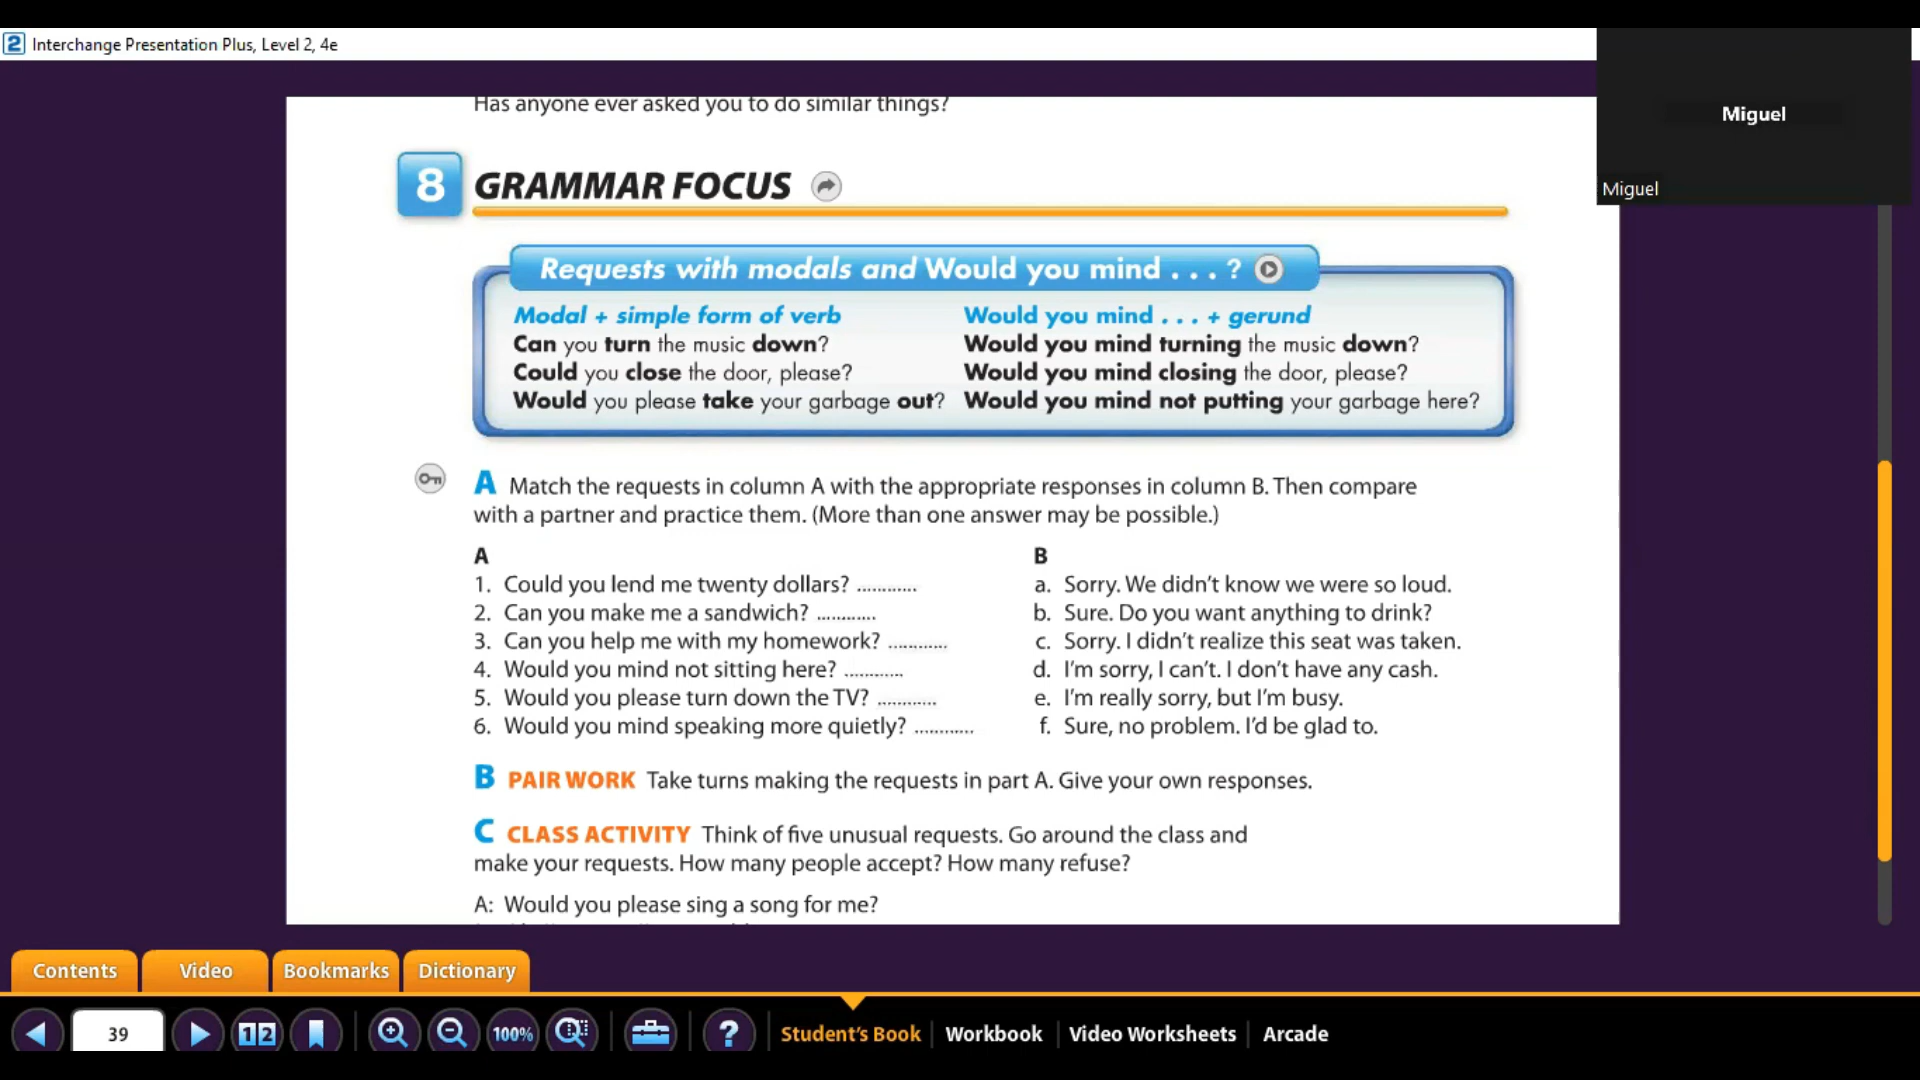 2 Interchange Presentation Plus, Level 2, 4e
Miguel
Miguel
Has anyone ever asked you to do similar things?
8 GRAMMAR FOCUS
Requests with modals and Would you mind . . . ?
Modal + simple form of verb
Can you turn the music down?
Could you close the door, please?
Would you please take your garbage out?
Would you mind . . . + gerund
Would you mind turning the music down?
Would you mind closing the door, please?
Would you mind not putting your garbage here?
A Match the requests in column A with the appropriate responses in column B. Then compare
with a partner and practice them. (More than one answer may be possible.)
A
1. Could you lend me twenty dollars? ............
2. Can you make me a sandwich? ............
3. Can you help me with my homework? ............
4. Would you mind not sitting here? ............
5. Would you please turn down the TV? ............
6. Would you mind speaking more quietly? ............
B
a. Sorry. We didn't know we were so loud.
b. Sure. Do you want anything to drink?
c. Sorry. I didn't realize this seat was taken.
d. I'm sorry, I can't. I don't have any cash.
e. I'm really sorry, but I'm busy.
f. Sure, no problem. I'd be glad to.
B PAIR WORK Take turns making the requests in part A. Give your own responses.
C CLASS ACTIVITY Think of five unusual requests. Go around the class and
make your requests. How many people accept? How many refuse?
A: Would you please sing a song for me?
Contents Video Bookmarks Dictionary
39 1 2 100% ? Student's Book Workbook Video Worksheets Arcade